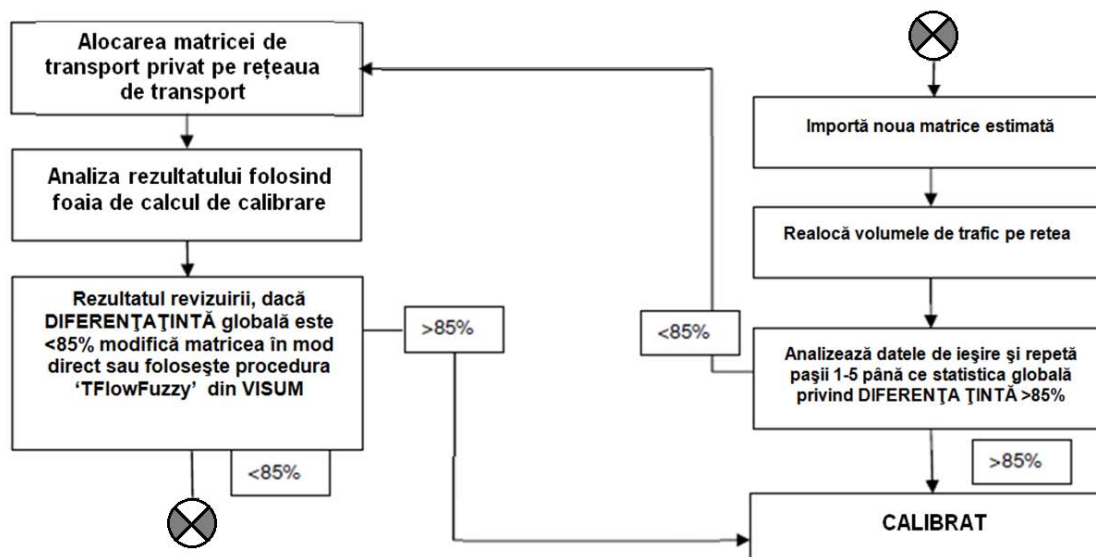 Alocarea matricei de
transport privat pe rețeaua
de transport
Analiza rezultatului folosind
foaia de calcul de calibrare
Rezultatul revizuirii, dacă
DIFERENŢAŢINTĂ globală este
<85% modifică matricea în mod
direct sau foloseşte procedura
‘TFlowFuzzy’ din VISUM
>85%
<85%
Importă noua matrice estimată
Realocă volumele de trafic pe retea
<85%
Analizează datele de ieşire şi repetă
paşii 1-5 până ce statistica globală
privind DIFERENŢA ŢINTĂ >85%
>85%
CALIBRAT